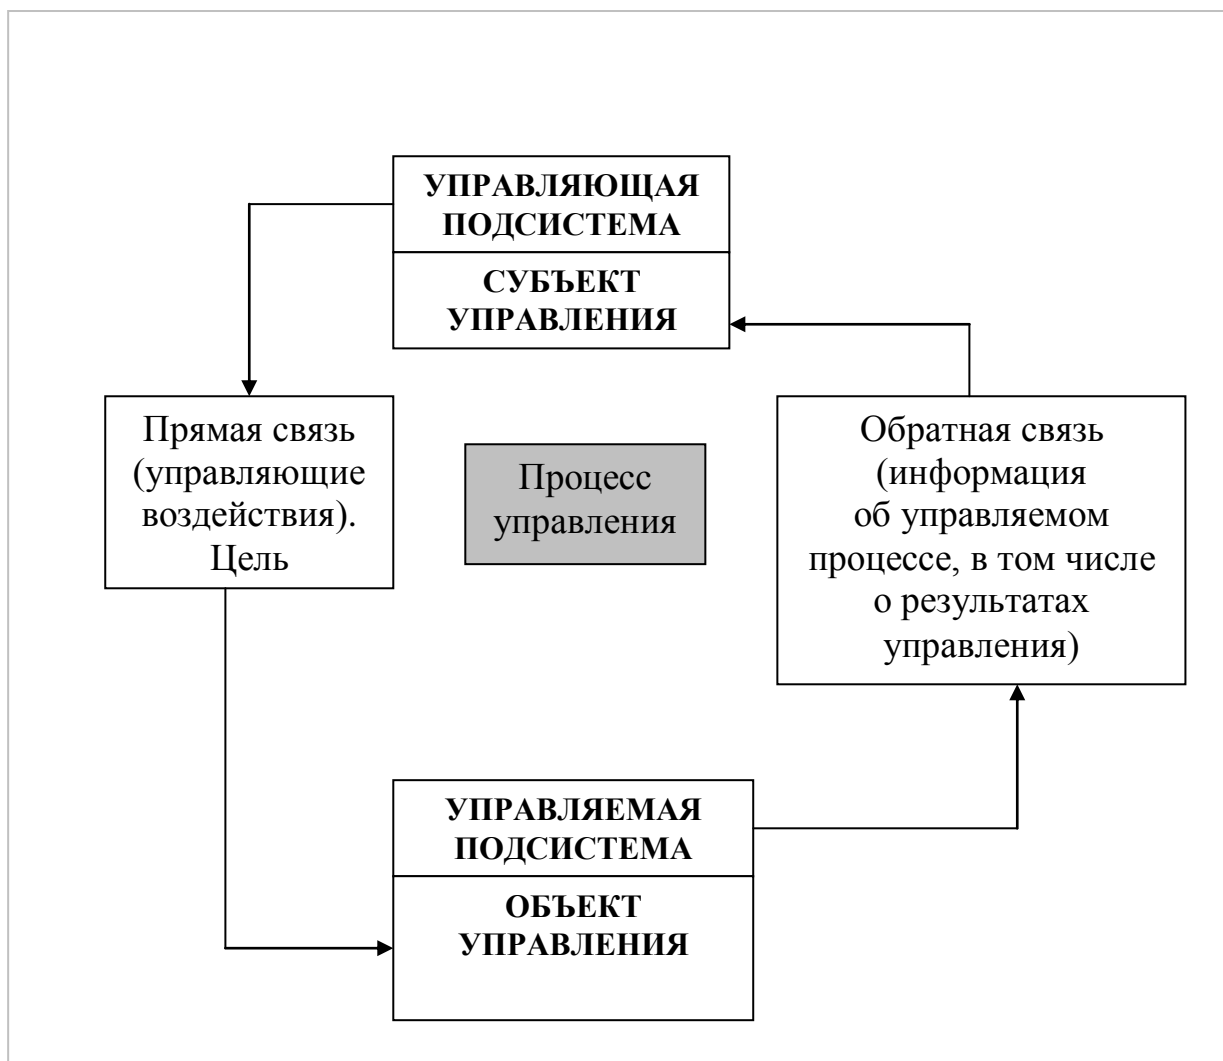 УПРАВЛЯЮЩАЯ
ПОДСИСТЕМА
СУБЪЕКТ
УПРАВЛЕНИЯ
Прямая связь
(управляющие
воздействия).
Цель
Процесс
управления
Обратная связь
(информация
об управляемом
процессе, в том числе
о результатах
управления)
УПРАВЛЯЕМАЯ
ПОДСИСТЕМА
ОБЪЕКТ
УПРАВЛЕНИЯ